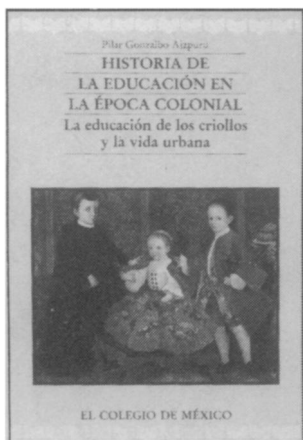 Pilar Gonzalbo Aizpuru
HISTORIA DE
LA EDUCACIÓN EN
LA ÉPOCA COLONIAL
La educación de los criollos
y la vida urbana
EL COLEGIO DE MÉXICO